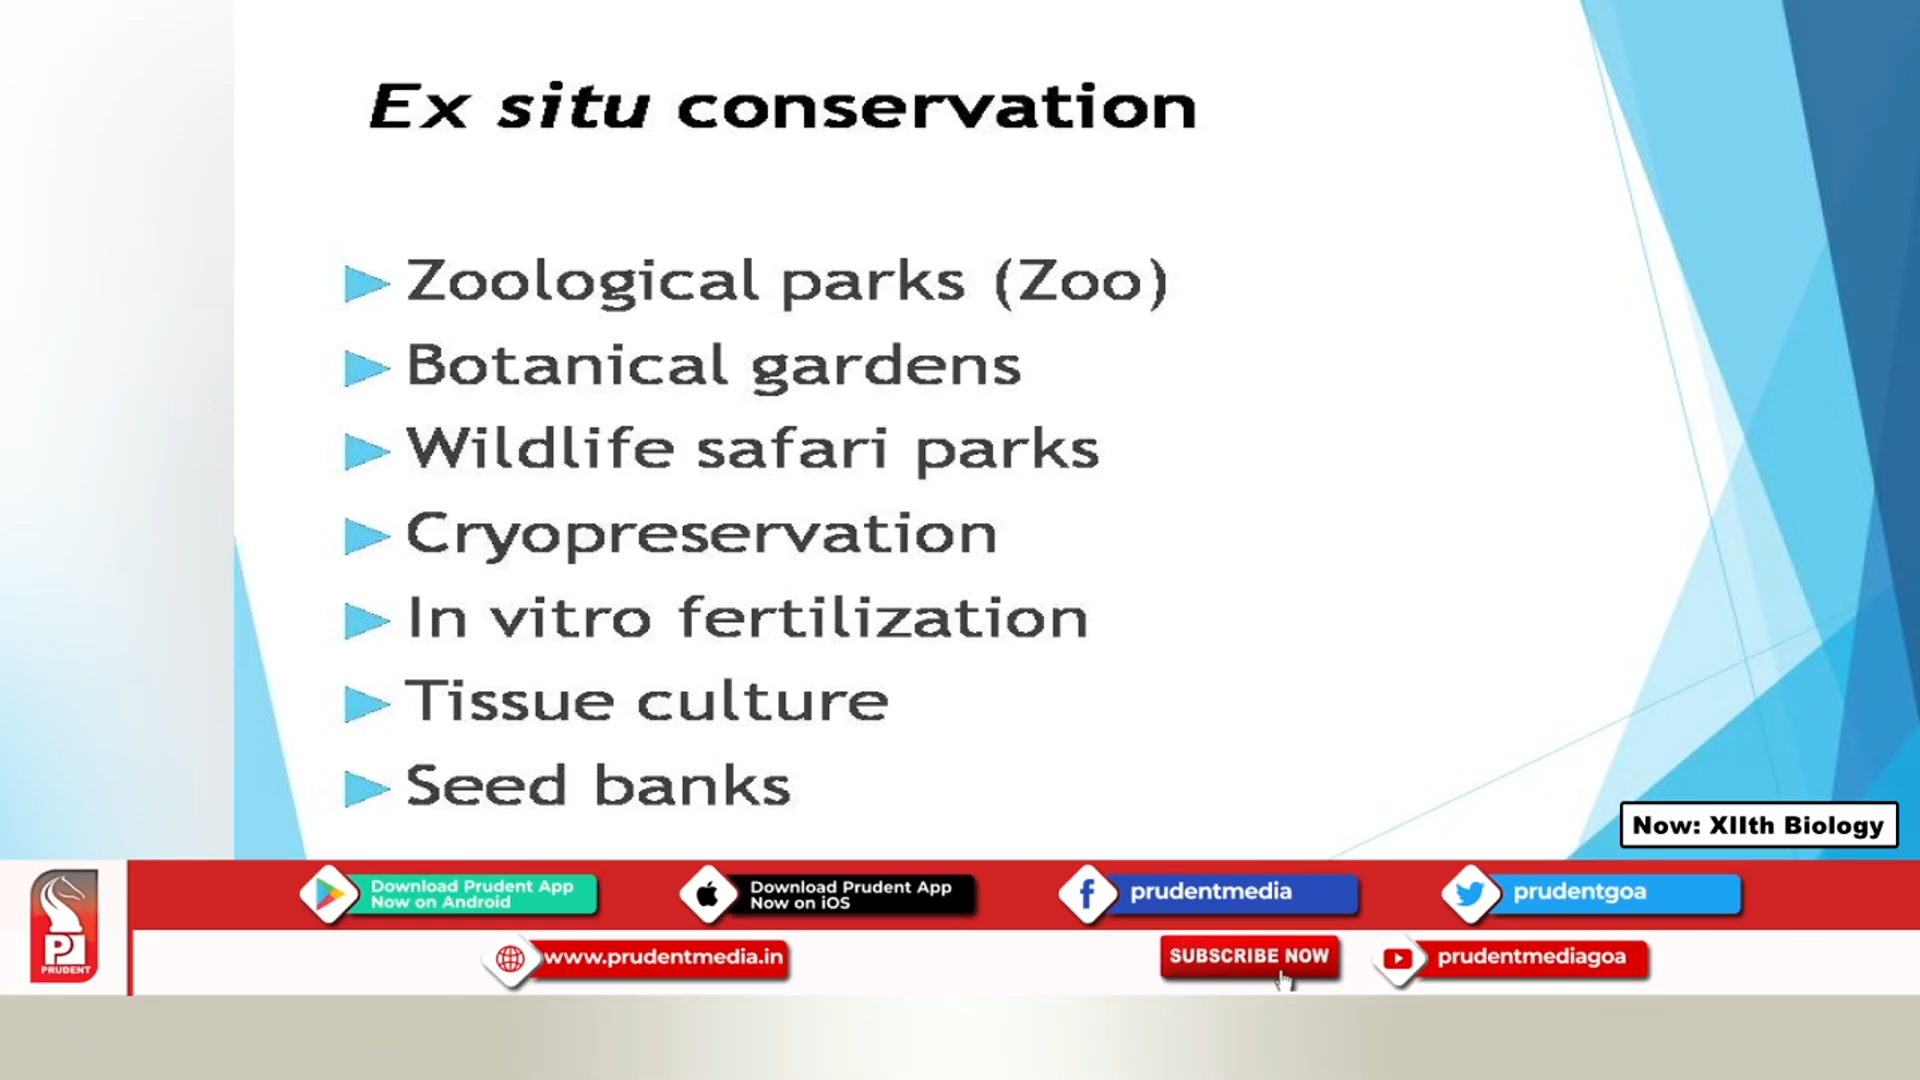 Ex situ conservation
Zoological parks (Zoo)
Botanical gardens
Wildlife safari parks
Cryopreservation
In vitro fertilization
Tissue culture
Seed banks
Now: XIIth Biology
Download Prudent App
Now on Android
Download Prudent App
Now on iOS
prudentmedia
prudentgoa
PRUDENT
www.prudentmedia.in
SUBSCRIBE NOW
prudentmediagoa